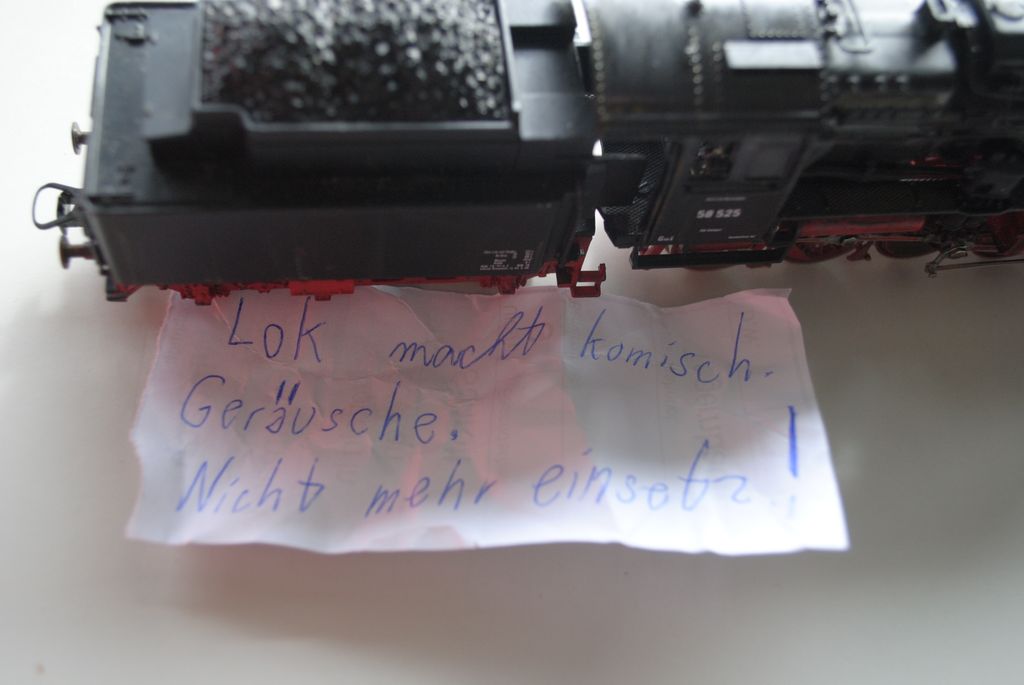 58 525
Lok macht komisch.
Geräusche.
Nicht mehr einsetz.!